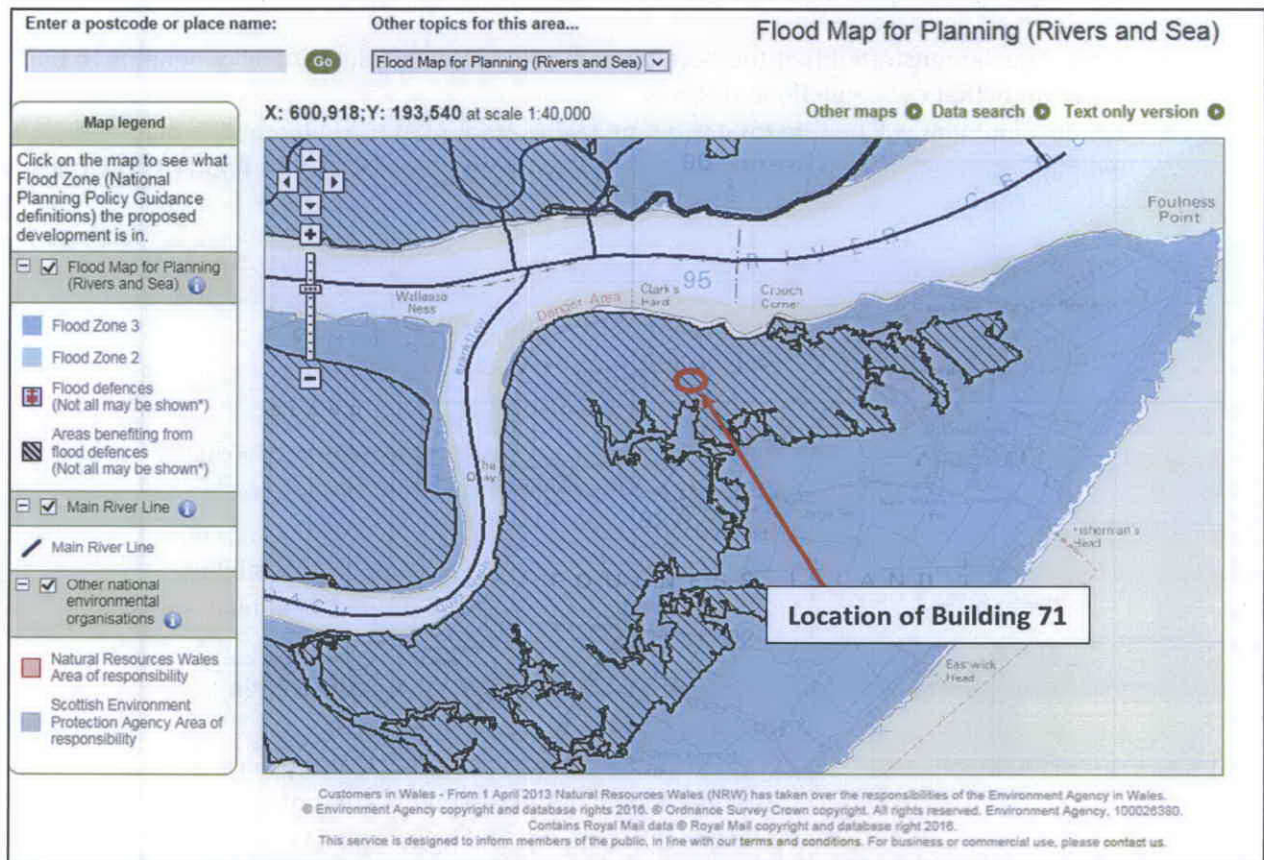 Enter a postcode or place name:
Other topics for this area...
Flood Map for Planning (Rivers and Sea)
Go
Flood Map for Planning (Rivers and Sea)
Map legend
X: 600,918;Y: 193,540 at scale 1:40,000
Other maps
Data search
Text only version
Click on the map to see what
Flood Zone (National
Planning Policy Guidance
definitions) the proposed
development is in.
Flood Map for Planning
(Rivers and Sea)
Flood Zone 3
Flood Zone 2
Flood defences
(Not all may be shown*)
Areas benefiting from
flood defences
(Not all may be shown*)
Main River Line
Main River Line
Other national
environmental
organisations
Natural Resources Wales
Area of responsibility
Scottish Environment
Protection Agency Area of
responsibility
Foulness
Point
RIVER
95
Wallasea
Ness
Danger Area
Clark's
Hard
Crouch
Corner
Quay
Fisherman's
Head
Eastwick
Head
Location of Building 71
Customers in Wales - From 1 April 2013 Natural Resources Wales (NRW) has taken over the responsibilities of the Environment Agency in Wales.
© Environment Agency copyright and database rights 2016. © Ordnance Survey Crown copyright. All rights reserved. Environment Agency, 100026380.
Contains Royal Mail data © Royal Mail copyright and database right 2016.
This service is designed to inform members of the public, in line with our terms and conditions. For business or commercial use, please contact us.